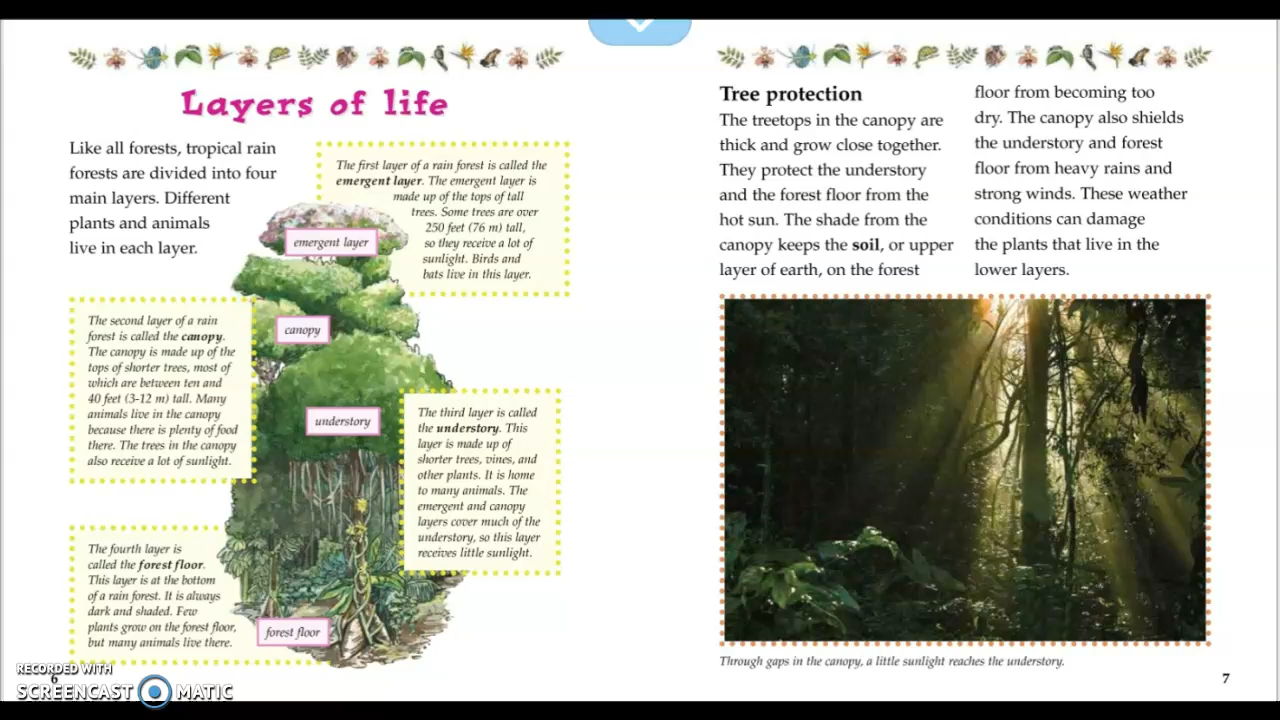 Layers of life
Like all forests, tropical rain
forests are divided into four
main layers. Different
plants and animals
live in each layer.
The first layer of a rain forest is called the
emergent layer. The emergent layer is
made up of the tops of tall
trees. Some trees are over
250 feet (76 m) tall,
so they receive a lot of
sunlight. Birds and
bats live in this layer.
emergent layer
The second layer of a rain
forest is called the canopy.
The canopy is made up of the
tops of shorter trees, most of
which are between ten and
40 feet (3-12 m) tall. Many
animals live in the canopy
because there is plenty of food
there. The trees in the canopy
also receive a lot of sunlight.
canopy
understory
The third layer is called
the understory. This
layer is made up of
shorter trees, vines, and
other plants. It is home
to many animals. The
emergent and canopy
layers cover much of the
understory, so this layer
receives little sunlight.
The fourth layer is
called the forest floor.
This layer is at the bottom
of a rain forest. It is always
dark and shaded. Few
plants grow on the forest floor,
but many animals live there.
forest floor
RECORDED WITH
SCREENCAST MATIC
6
Tree protection
The treetops in the canopy are
thick and grow close together.
They protect the understory
and the forest floor from the
hot sun. The shade from the
canopy keeps the soil, or upper
layer of earth, on the forest
floor from becoming too
dry. The canopy also shields
the understory and forest
floor from heavy rains and
strong winds. These weather
conditions can damage
the plants that live in the
lower layers.
Through gaps in the canopy, a little sunlight reaches the understory.
7